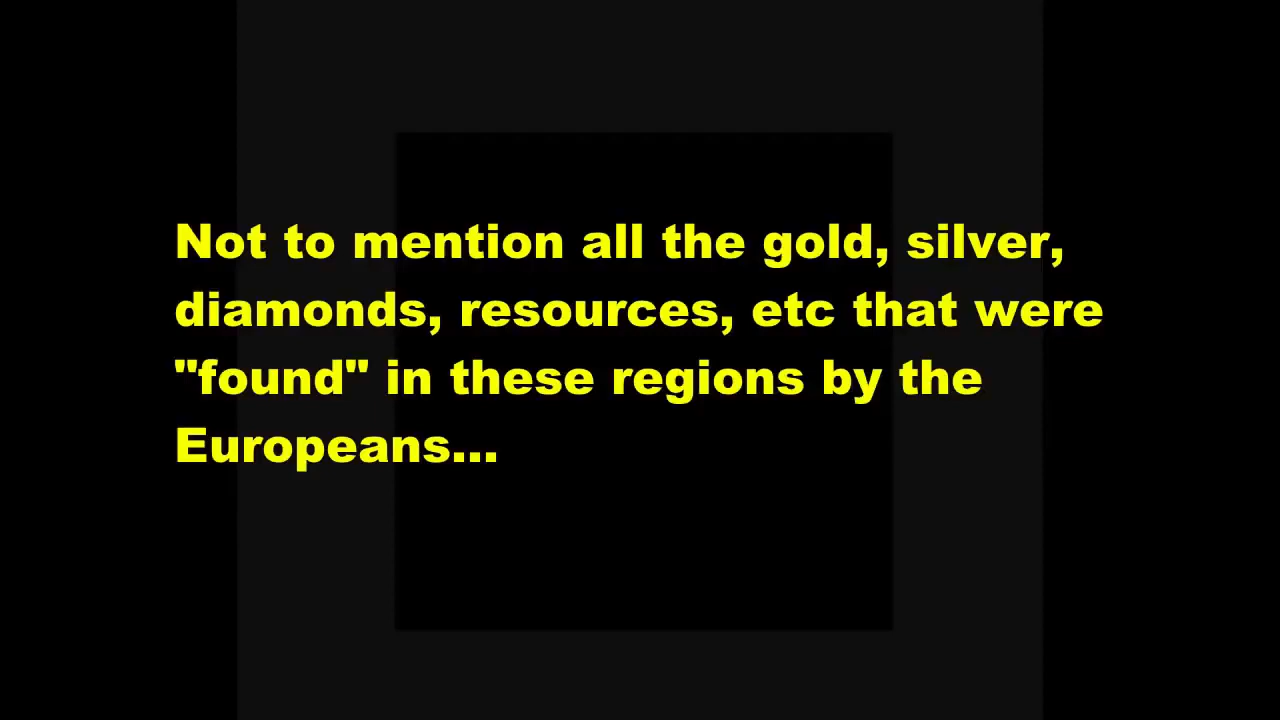 Not to mention all the gold, silver,
diamonds, resources, etc that were
"found" in these regions by the
Europeans...